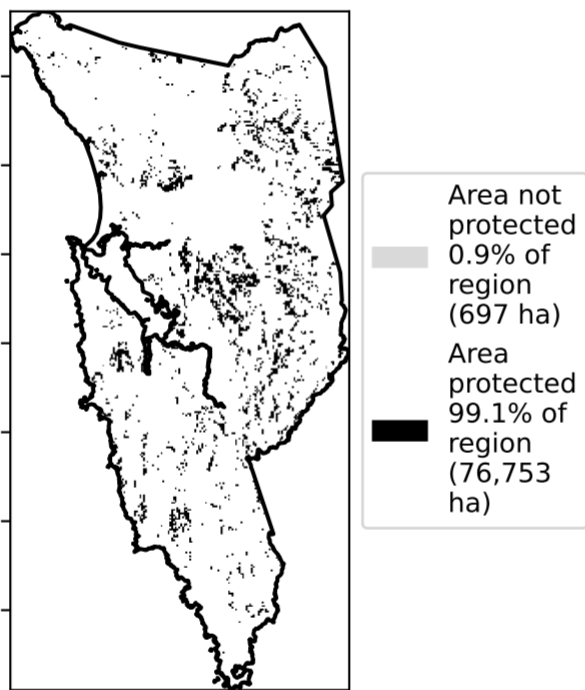 Area not
protected
0.9% of
region
(697 ha)
Area
protected
99.1% of
region
(76,753
ha)